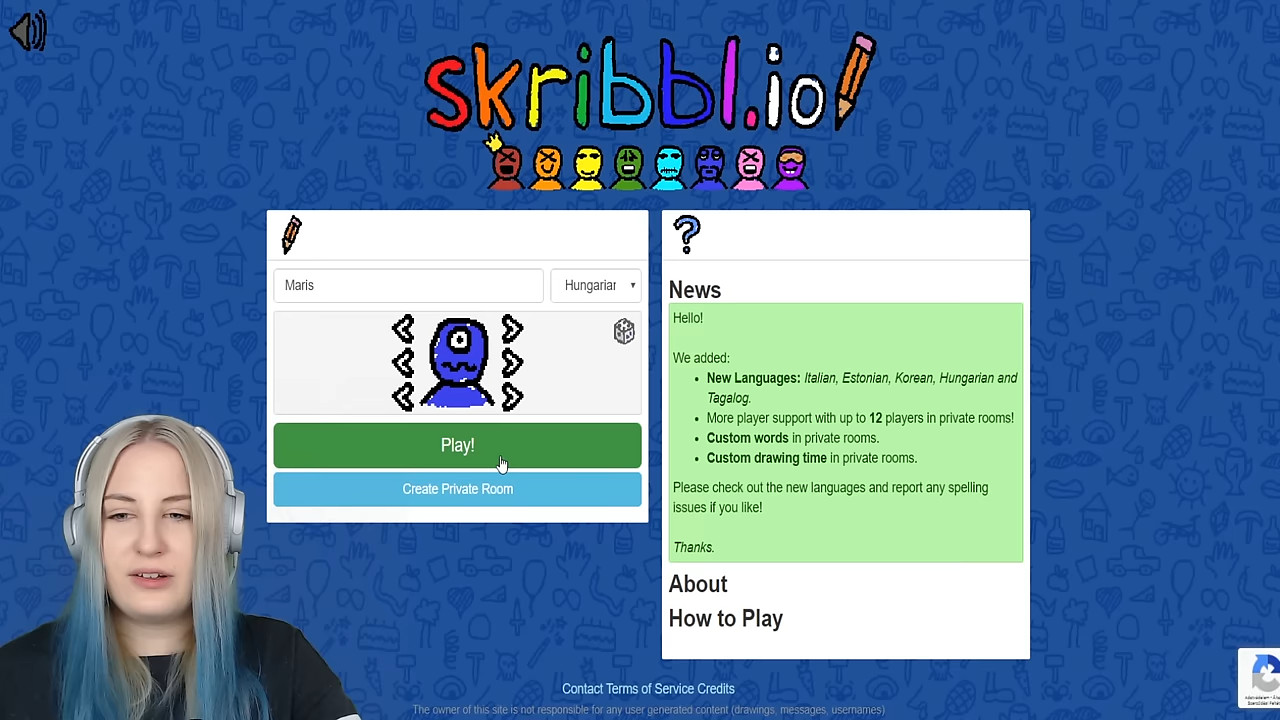 skribbl.io
Maris
Hungarian
Play!
Create Private Room
?
News
Hello!
We added:
• New Languages: Italian, Estonian, Korean, Hungarian and
Tagalog.
• More player support with up to 12 players in private rooms!
• Custom words in private rooms.
• Custom drawing time in private rooms.
Please check out the new languages and report any spelling
issues if you like!
Thanks.
About
How to Play
Contact Terms of Service Credits
The owner of this site is not responsible for any user generated content (drawings, messages, usernames)